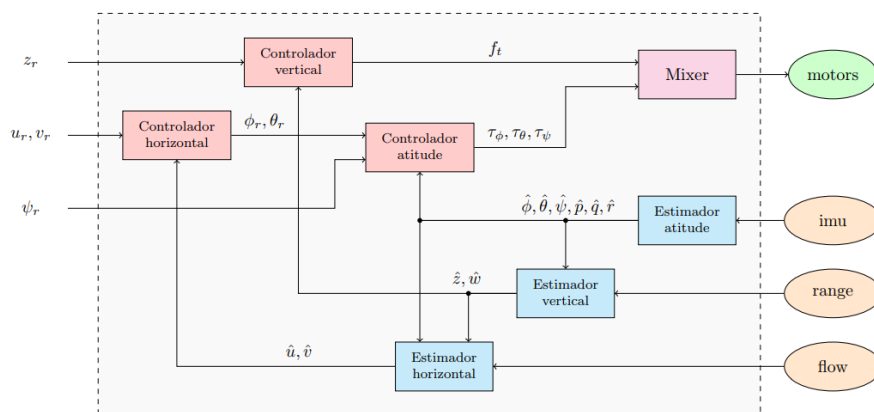 z_r
Controlador
vertical
f_t
Mixer
motors
u_r, v_r
Controlador
horizontal
ϕ_r, θ_r
Controlador
atitude
τ_ϕ, τ_θ, τ_ψ
ψ_r
ϕ̂, θ̂, ψ̂, p̂, q̂, r̂
Estimador
atitude
imu
ẑ, ŵ
Estimador
vertical
range
û, v̂
Estimador
horizontal
flow